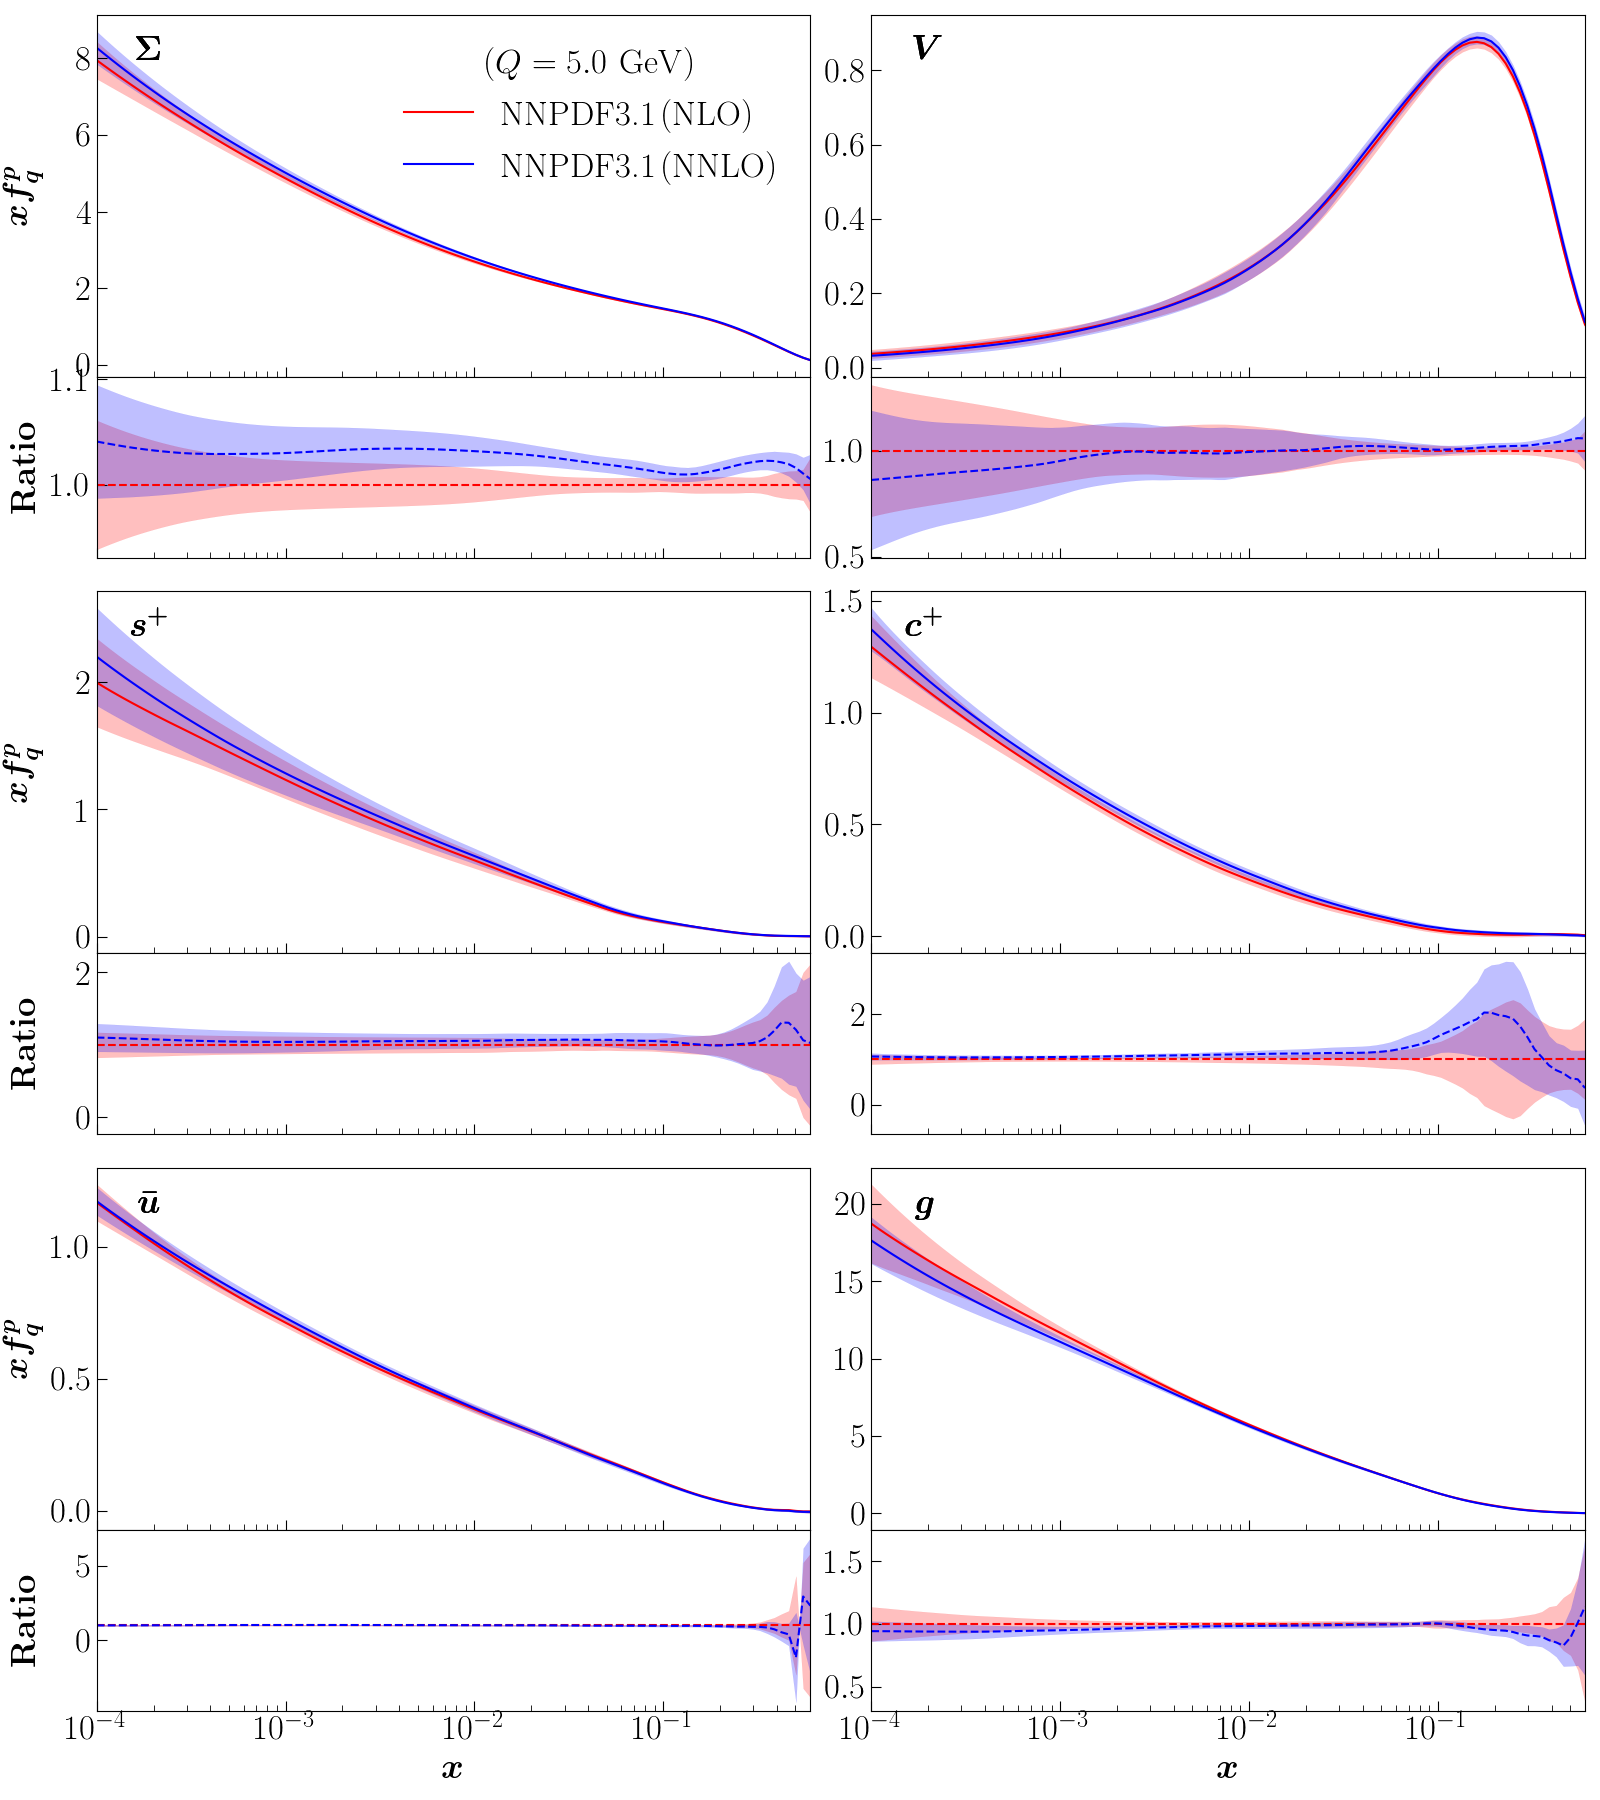 Σ
(Q = 5.0 GeV)
NNPDF3.1(NLO)
NNPDF3.1(NNLO)
xf_q^p
8
6
4
2
0
V
0.8
0.6
0.4
0.2
0.0
Ratio
1.1
1.0
1.0
0.5
s⁺
xf_q^p
2
1
0
c⁺
1.5
1.0
0.5
0.0
Ratio
2
0
2
0
ū
xf_q^p
1.0
0.5
0.0
g
20
15
10
5
0
Ratio
5
0
1.5
1.0
0.5
10⁻⁴ 10⁻³ 10⁻² 10⁻¹
10⁻⁴ 10⁻³ 10⁻² 10⁻¹
x
x